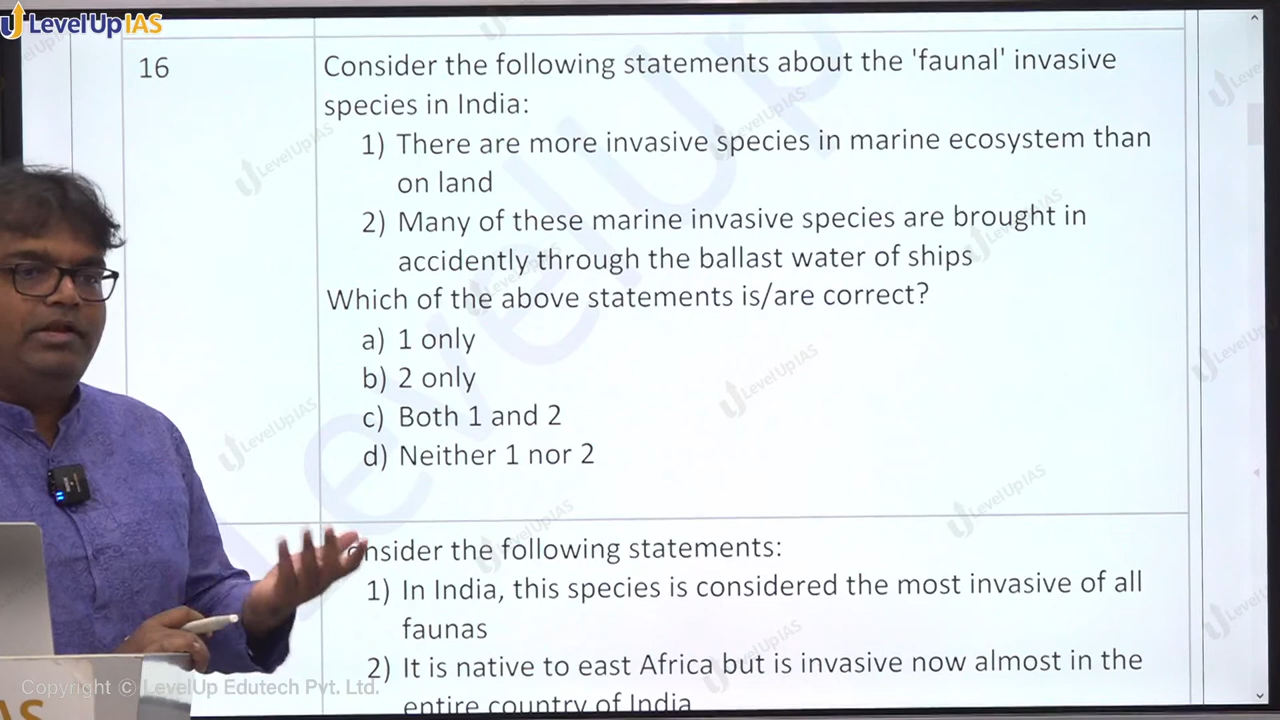 LevelUpIAS
16
Consider the following statements about the 'faunal' invasive
species in India:
1) There are more invasive species in marine ecosystem than
on land
2) Many of these marine invasive species are brought in
accidently through the ballast water of ships
Which of the above statements is/are correct?
a) 1 only
b) 2 only
c) Both 1 and 2
d) Neither 1 nor 2
onsider the following statements:
1) In India, this species is considered the most invasive of all
faunas
2) It is native to east Africa but is invasive now almost in the
entire country of India
Copyright © LevelUp Edutech Pvt. Ltd.
AS